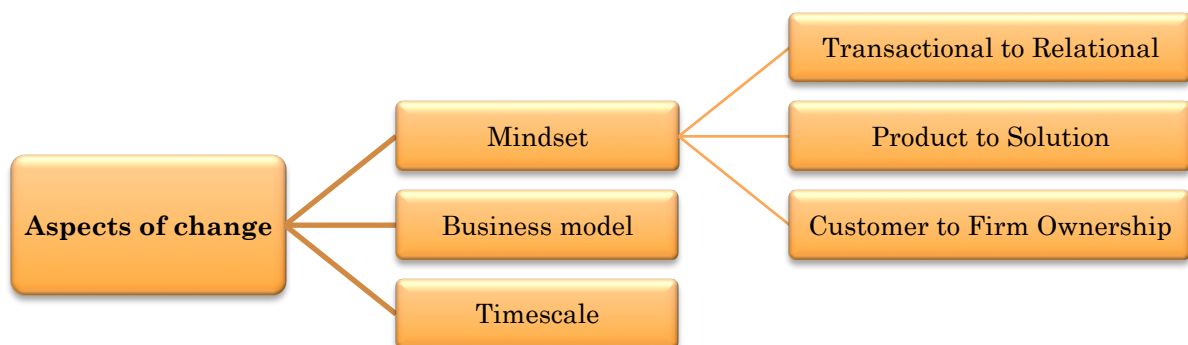 Aspects of change
Mindset
Business model
Timescale
Transactional to Relational
Product to Solution
Customer to Firm Ownership